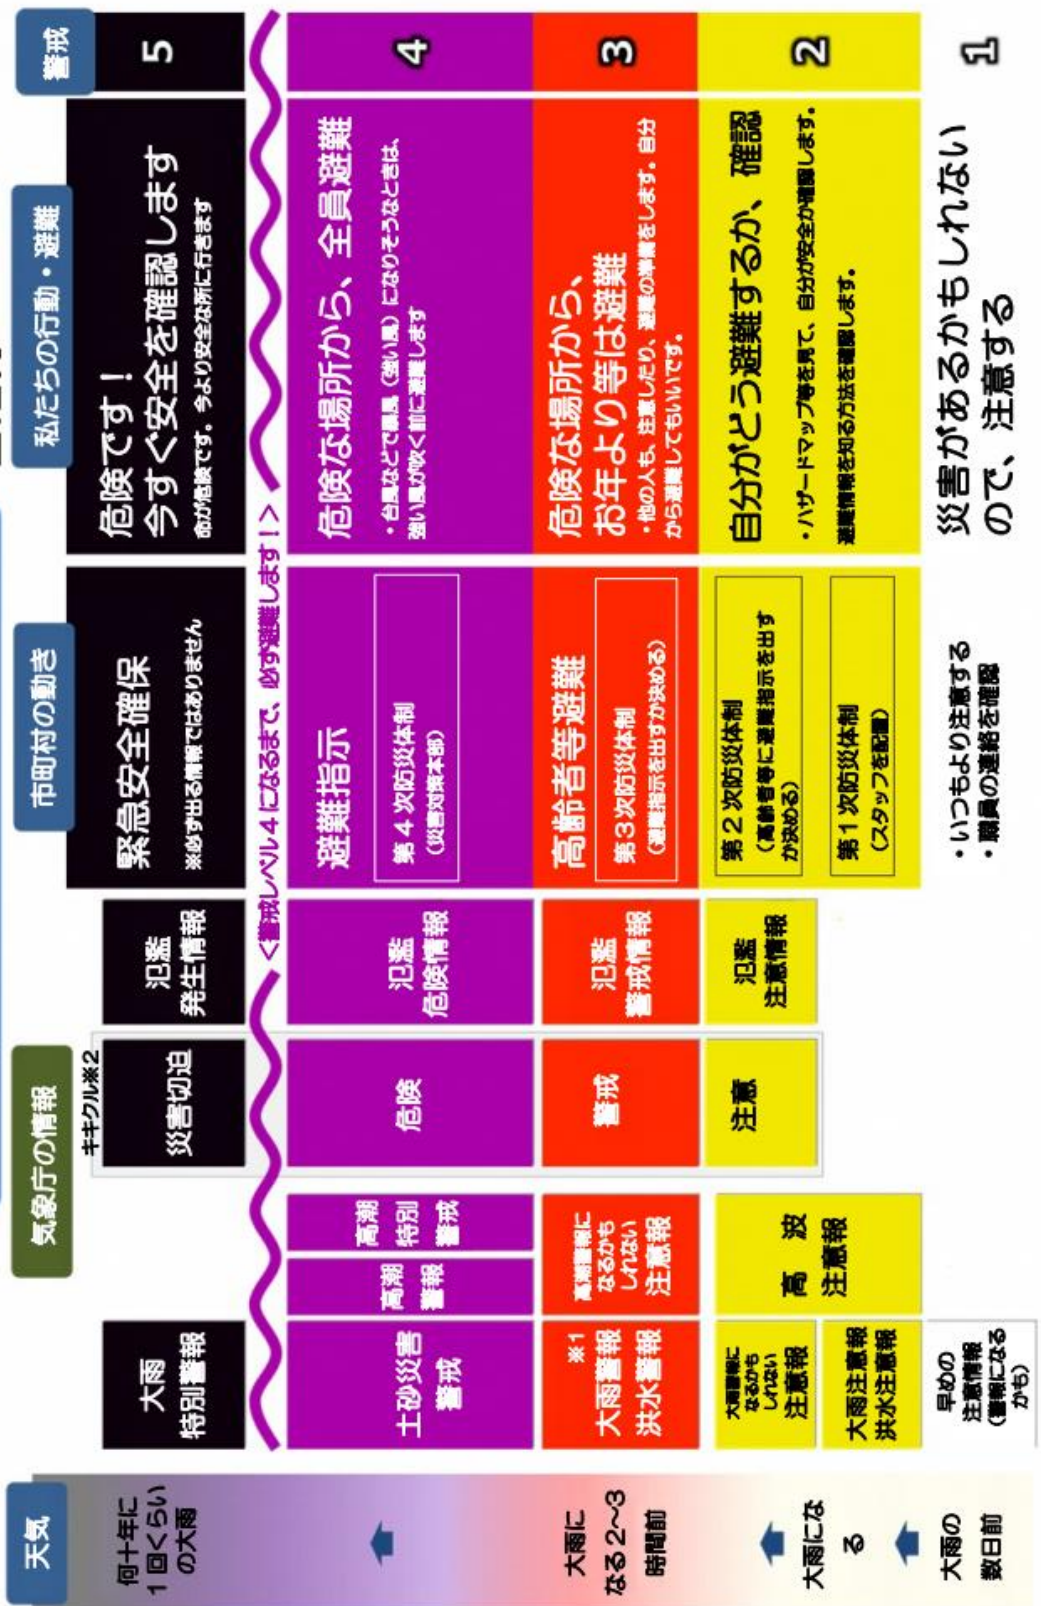 天気
気象庁の情報
市町村の動き
私たちの行動・避難
警戒
何十年に
1回くらい
の大雨
大雨
特別警報
キキクル※2
災害切迫
氾濫
発生情報
緊急安全確保
※必ず出る情報ではありません
危険です!
今すぐ安全を確認します
命が危険です。今より安全な所に行きます
5
<警戒レベル4になるまで、必ず避難します!>
土砂災害
警戒
高潮
警報
高潮
特別
警戒
危険
氾濫
危険情報
避難指示
第4次防災体制
(災害対策本部)
危険な場所から、全員避難
・台風などで暴風(強い風)になりそうなときは、
強い風が吹く前に避難します
4
大雨に
なる2~3
時間前
※1
大雨警報
洪水警報
高潮警報に
なるかも
しれない
注意報
警戒
氾濫
警戒情報
高齢者等避難
第3次防災体制
(避難指示を出すか決める)
危険な場所から、
お年より等は避難
・他の人も、注意したり、避難の準備をします。自分
から避難してもいいです。
3
大雨にな
る
大雨警報に
なるかも
しれない
注意報
大雨注意報
洪水注意報
高 波
注意報
注意
氾濫
注意情報
第2次防災体制
(高齢者等に避難指示を出す
か決める)
第1次防災体制
(スタッフを配置)
自分がどう避難するか、確認
・ハザードマップ等を見て、自分が安全か確認します。
避難情報を知る方法を確認します。
2
大雨の
数日前
早めの
注意情報
(警報になる
かも)
・いつもより注意する
・職員の連絡を確認
災害があるかもしれない
ので、注意する
1